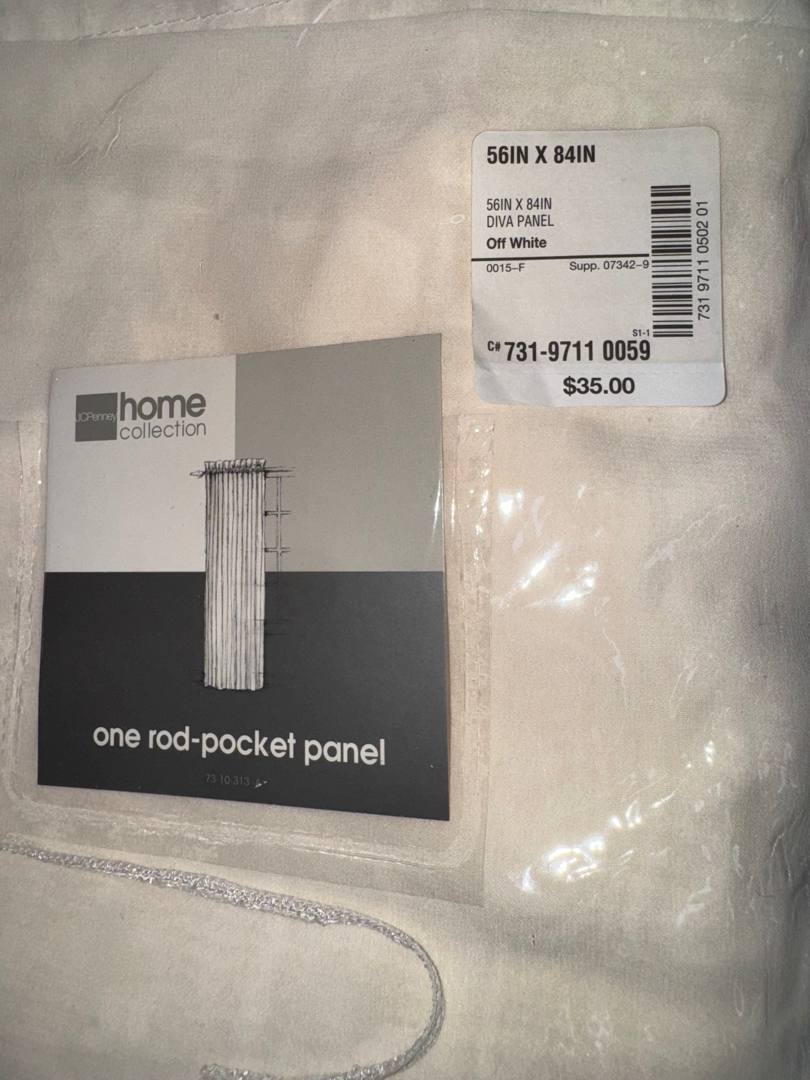 56IN X 84IN
56IN X 84IN
DIVA PANEL
Off White
0015-F Supp. 07342-9
731 9711 0502 01
S1-1
C# 731-9711 0059
$35.00
JCPenney home
collection
one rod-pocket panel
73-10 313